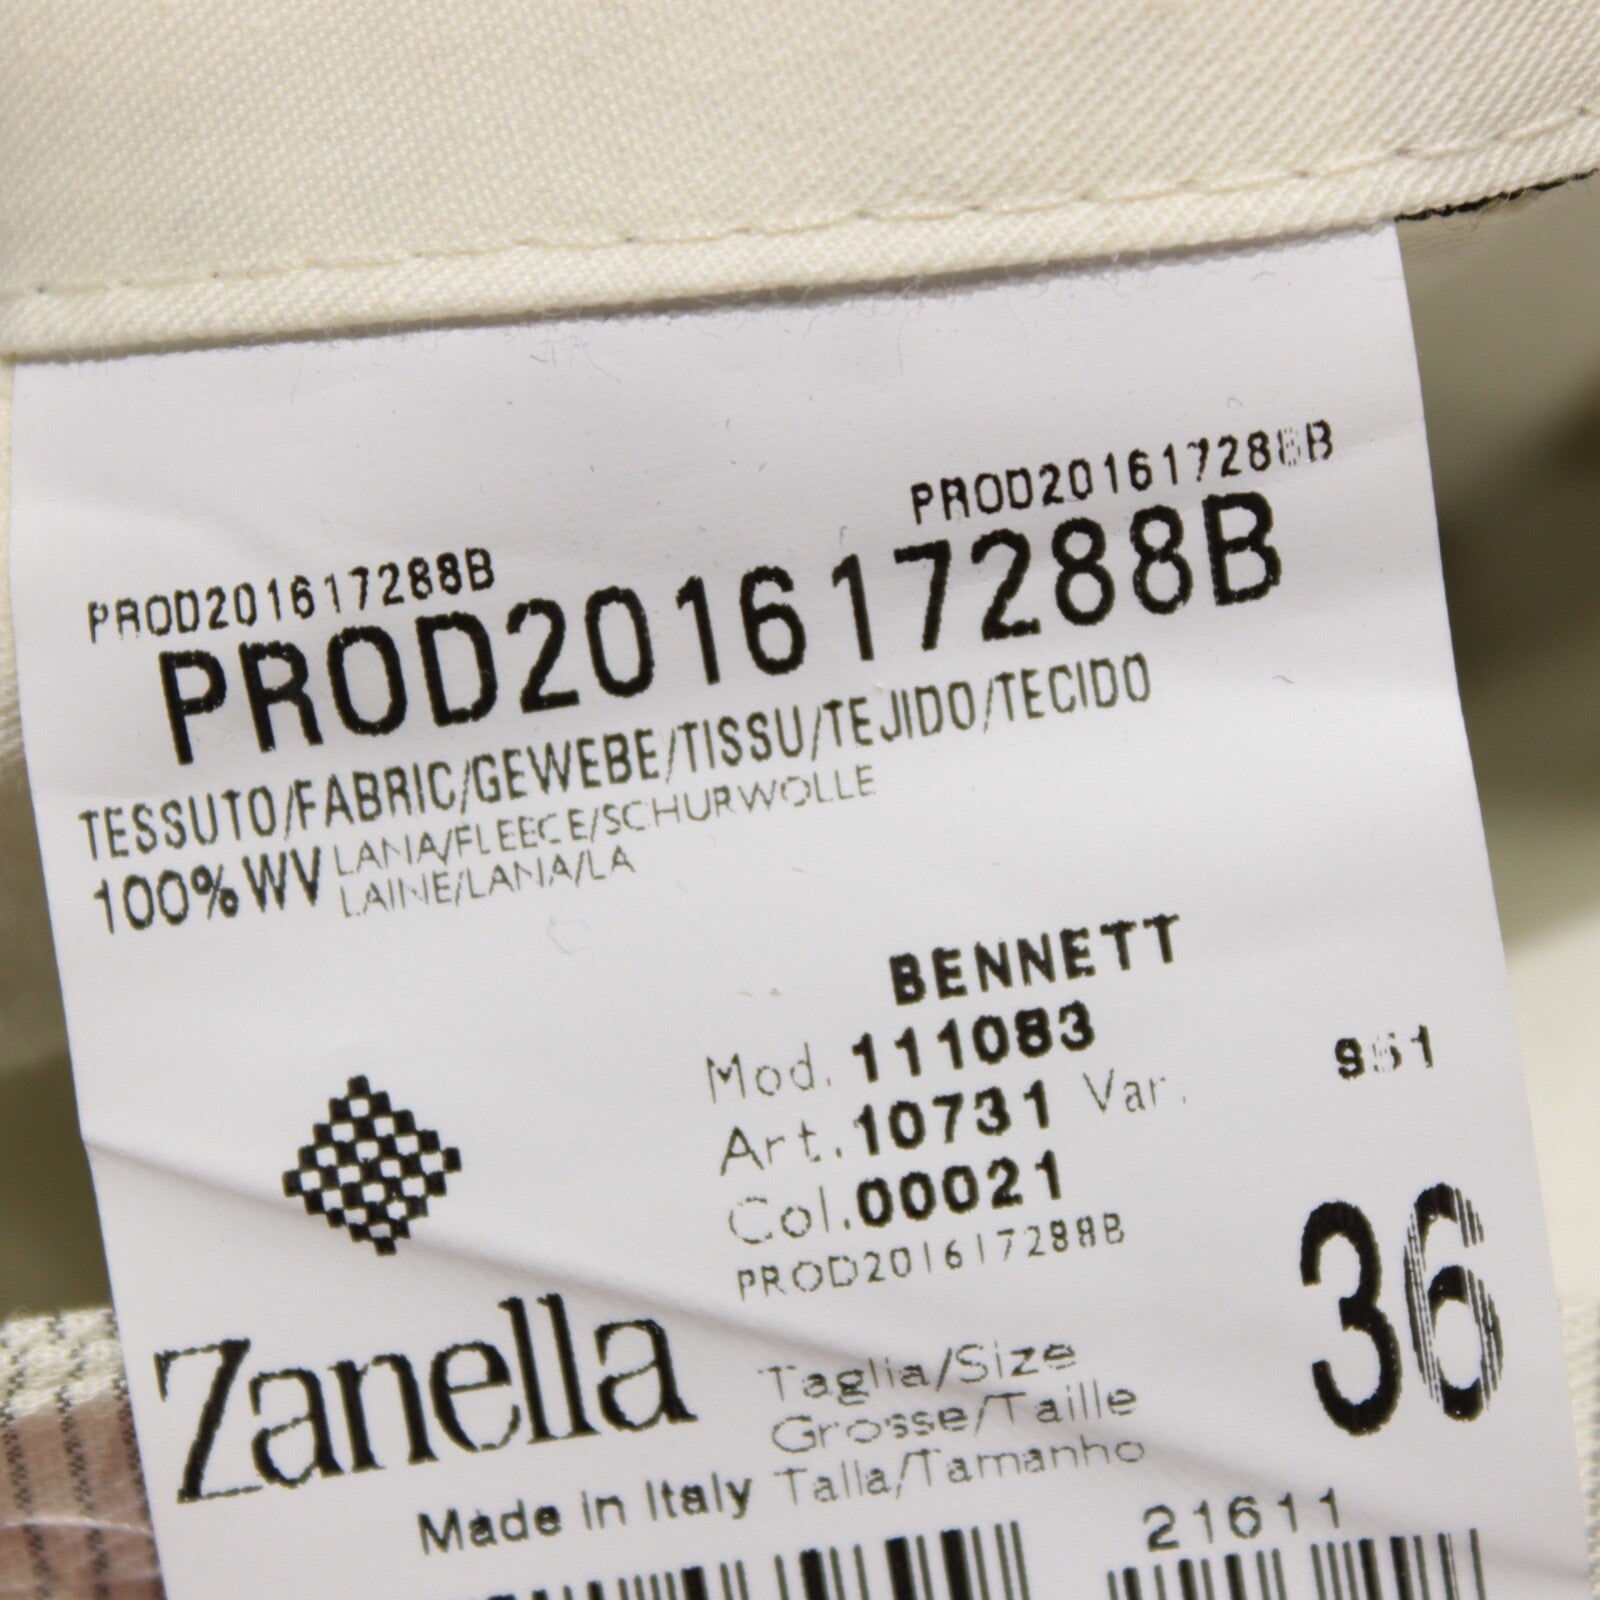 PROD201617288B
PROD201617288B
PROD201617288B
TESSUTO/FABRIC/GEWEBE/TISSU/TEJIDO/TECIDO
100%WV LANA/FLEECE/SCHURWOLLE
LAINE/LANA/LA
BENNETT
Mod. 111083
Art. 10731 Var.
Col. 00021
PROD201617288B
36
Zanella
Taglia/Size
Grosse/Taille
Made in Italy Talla/Tamanho
21611